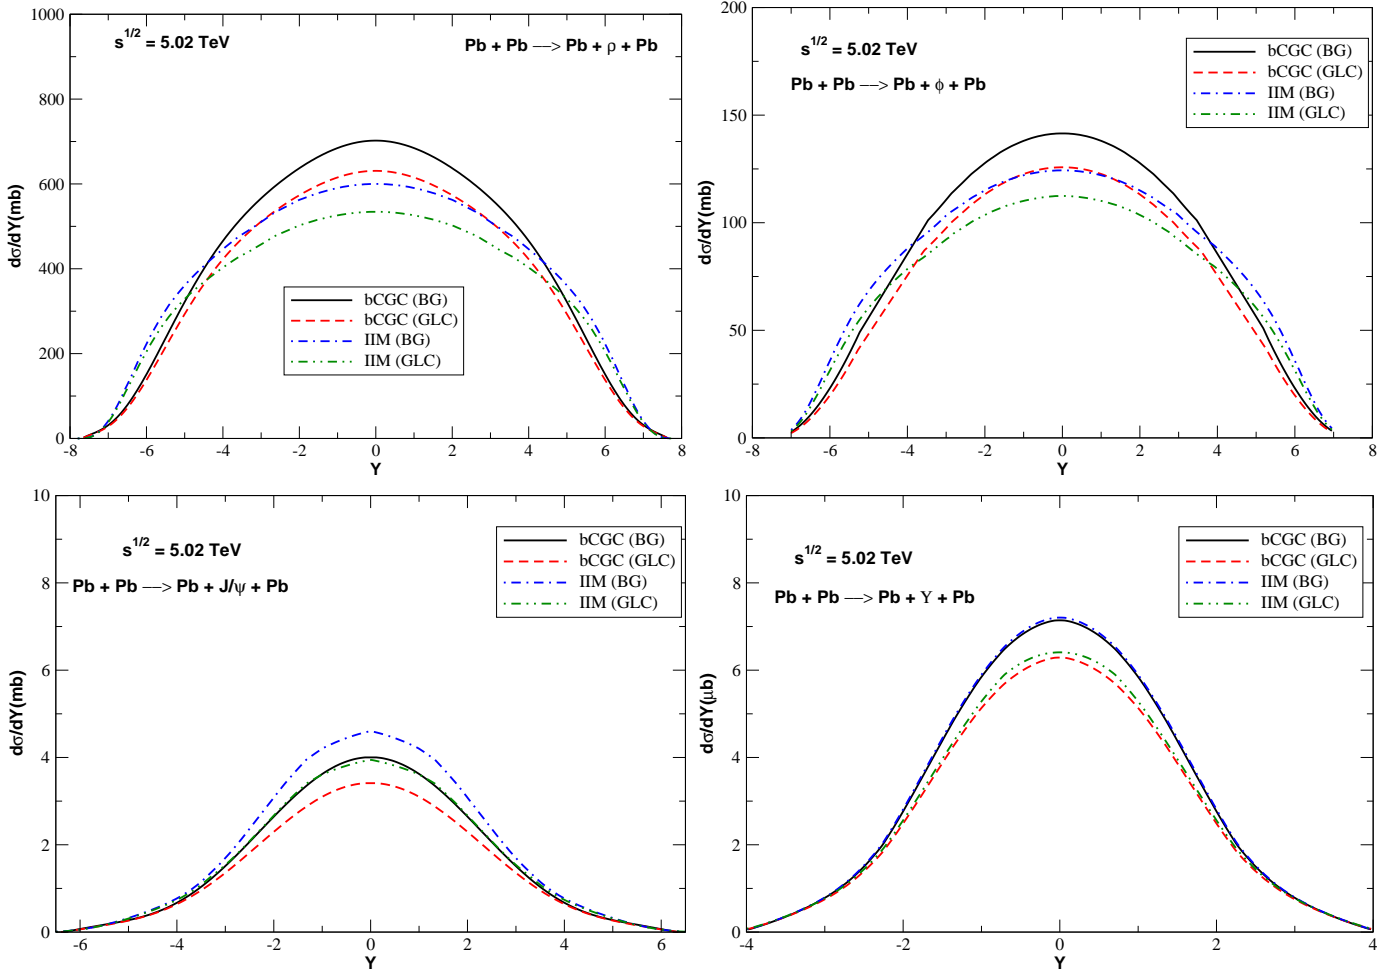 s^1/2 = 5.02 TeV
Pb + Pb —> Pb + ρ + Pb
bCGC (BG)
bCGC (GLC)
IIM (BG)
IIM (GLC)
dσ/dY(mb)
0
200
400
600
800
1000
-8 -6 -4 -2 0 2 4 6 8
Y
s^1/2 = 5.02 TeV
Pb + Pb —> Pb + ϕ + Pb
bCGC (BG)
bCGC (GLC)
IIM (BG)
IIM (GLC)
dσ/dY(mb)
0
50
100
150
200
-8 -6 -4 -2 0 2 4 6 8
Y
s^1/2 = 5.02 TeV
Pb + Pb —> Pb + J/ψ + Pb
bCGC (BG)
bCGC (GLC)
IIM (BG)
IIM (GLC)
dσ/dY(mb)
0
2
4
6
8
10
-6 -4 -2 0 2 4 6
Y
s^1/2 = 5.02 TeV
Pb + Pb —> Pb + Υ + Pb
bCGC (BG)
bCGC (GLC)
IIM (BG)
IIM (GLC)
dσ/dY(μb)
0
2
4
6
8
10
-4 -2 0 2 4
Y